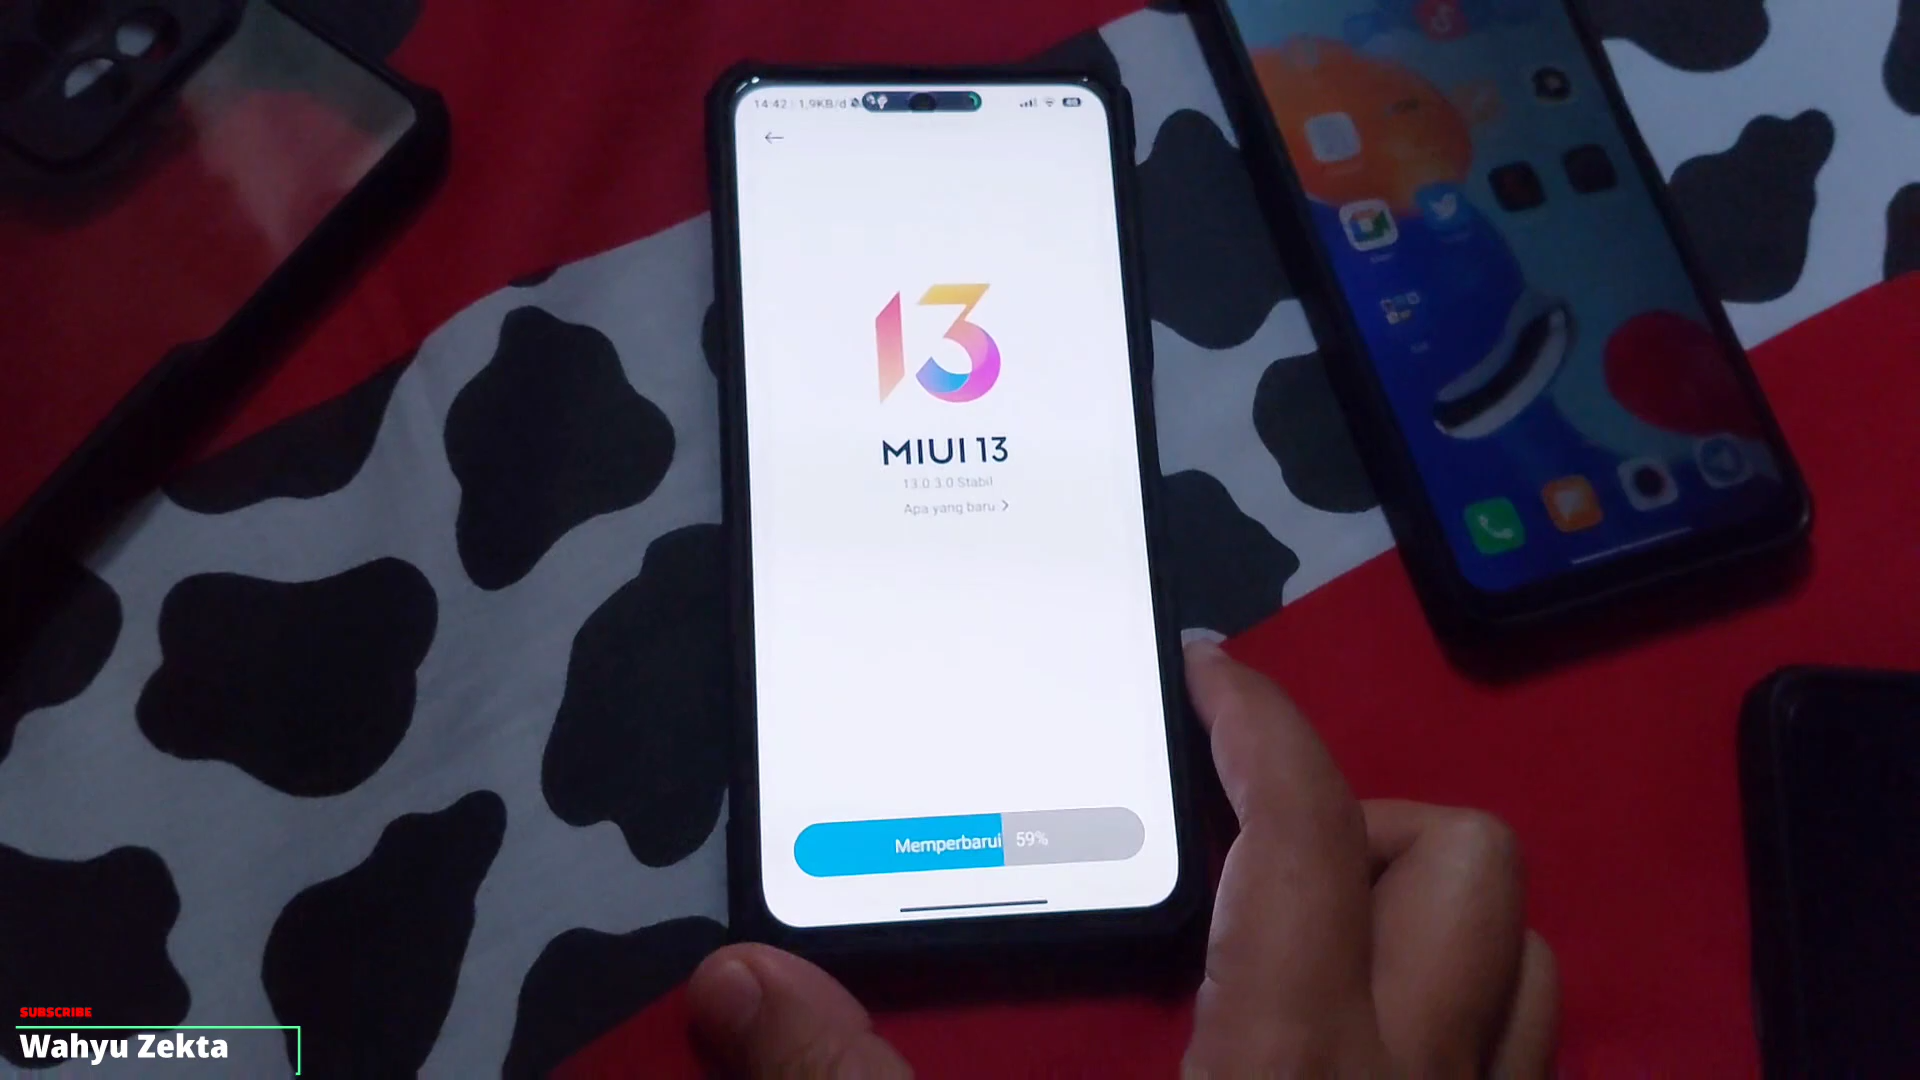 14:42
1,9KB/d
13
MIUI 13
13.0.3.0 Stabil
Apa yang baru >
Memperbarui 59%
SUBSCRIBE
Wahyu Zekta